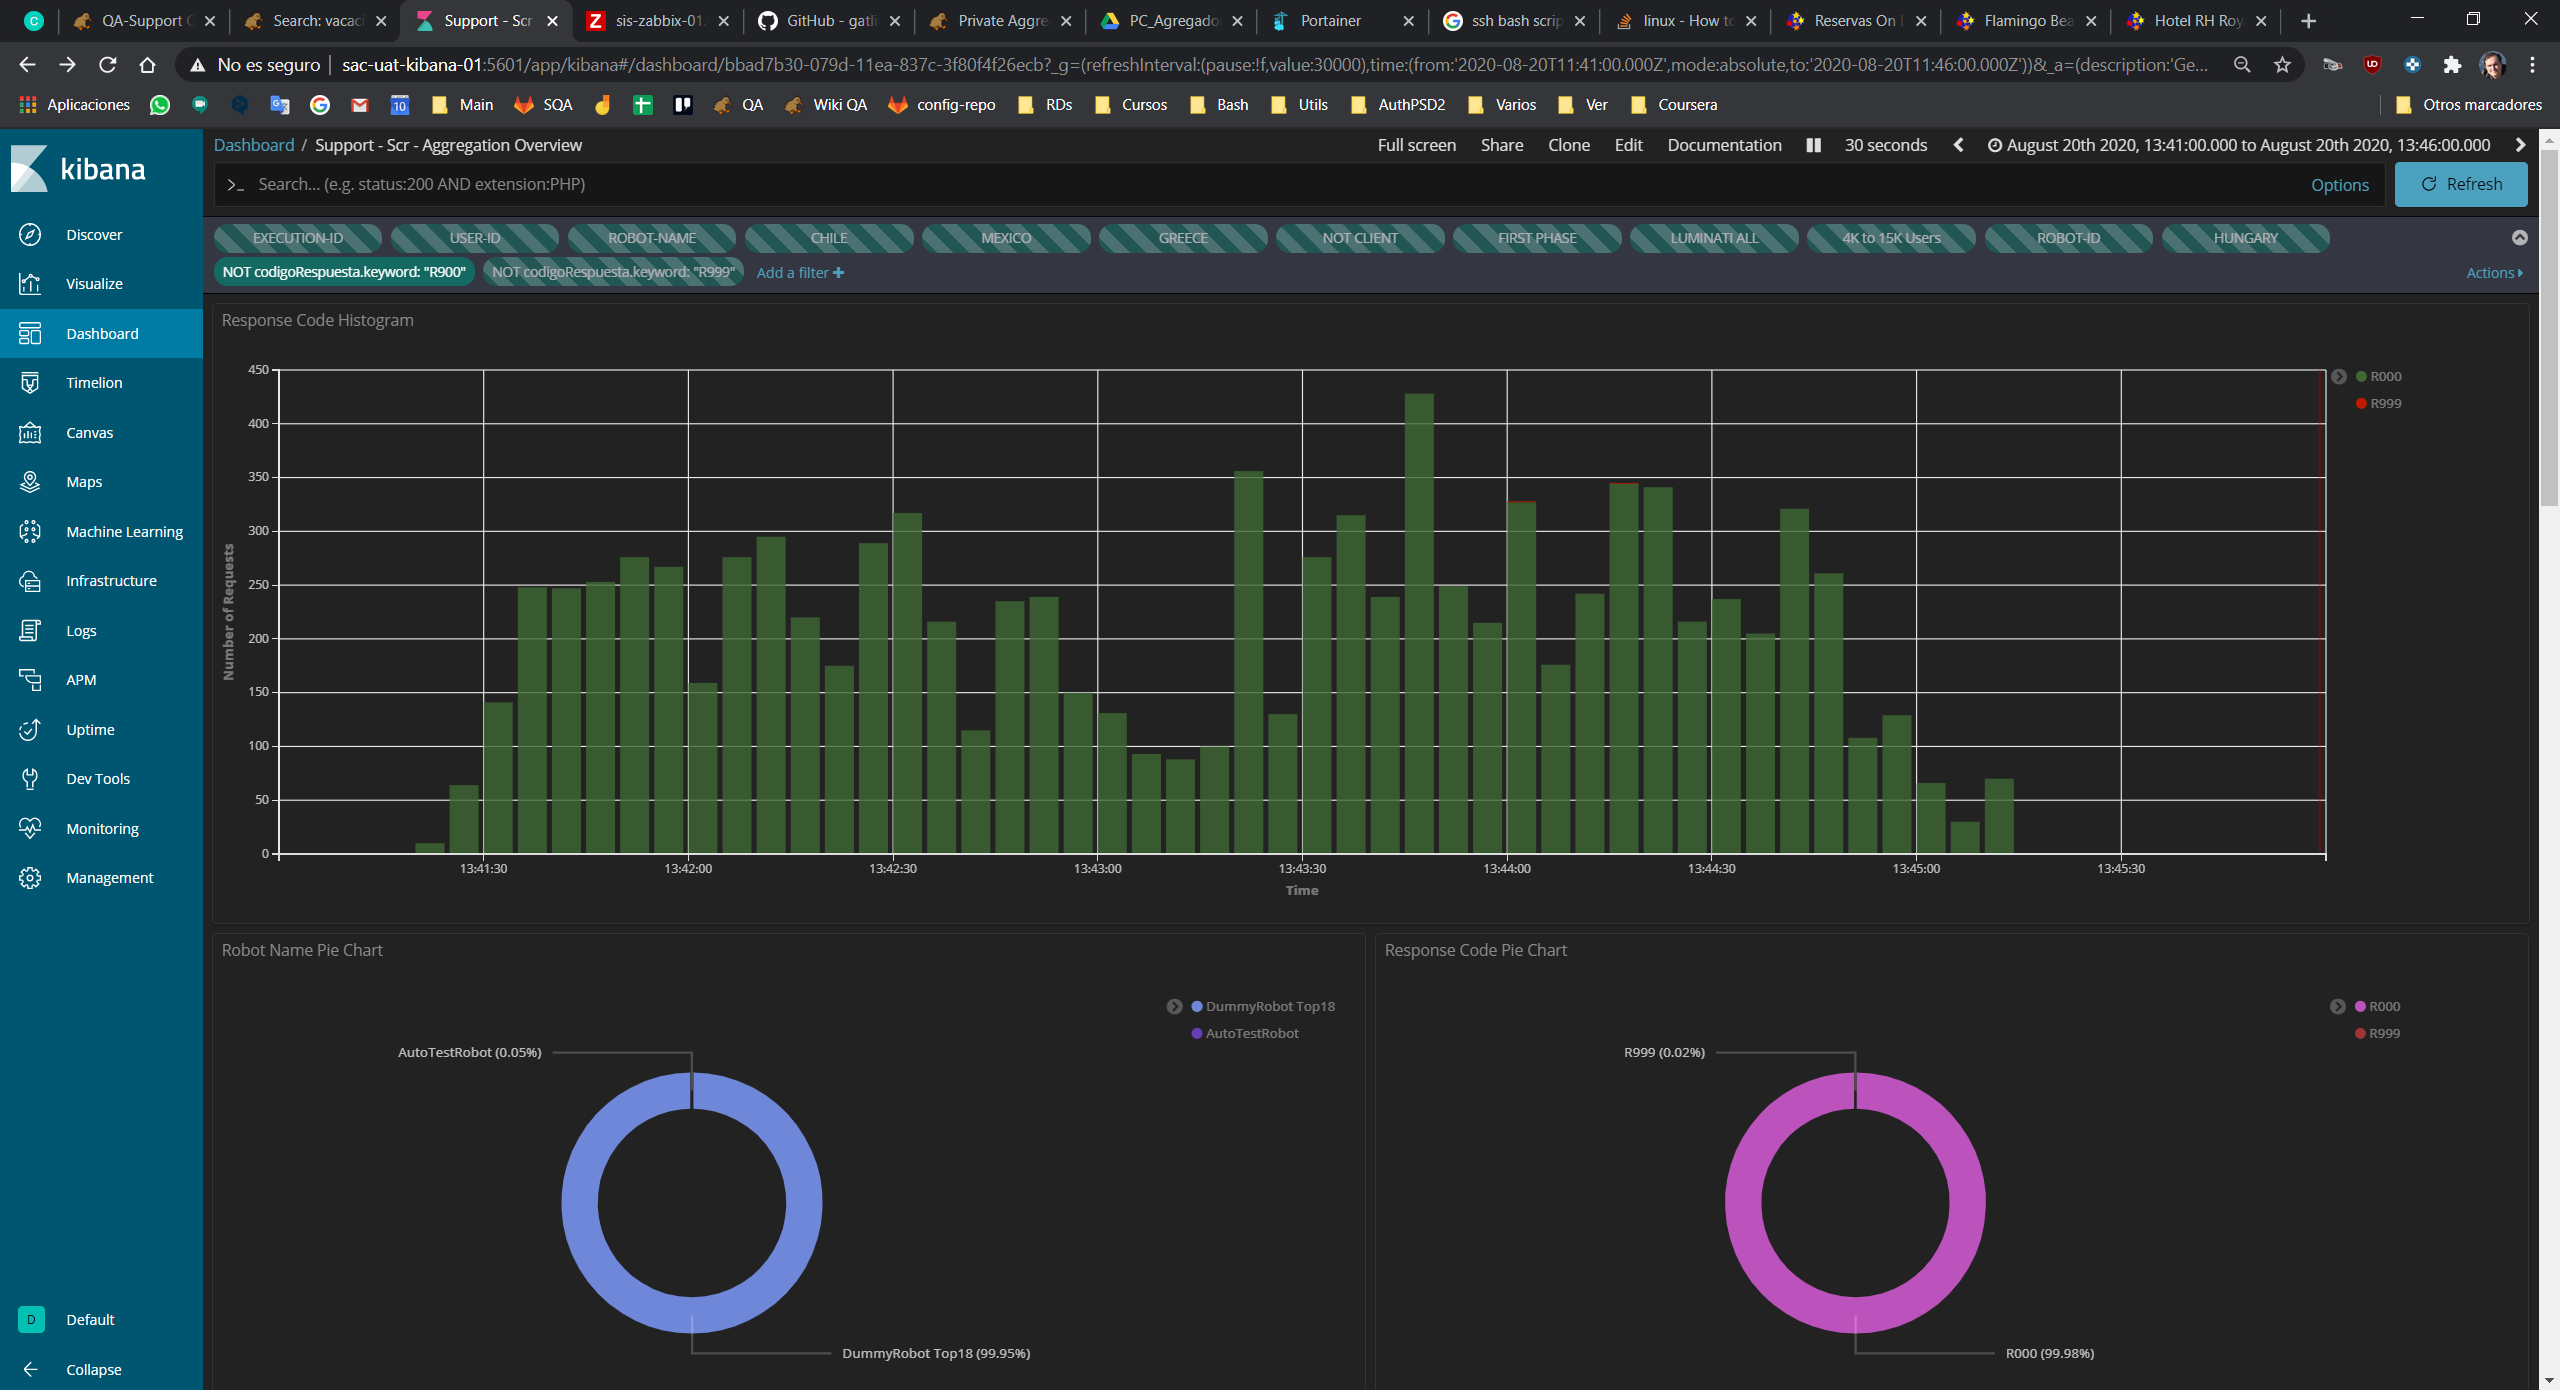 QA-Support C
Search: vacaci
Support - Scr
sis-zabbix-01.
GitHub - gatli
Private Aggre
PC_Agregado
Portainer
ssh bash scrip
linux - How to
Reservas On L
Flamingo Bea
Hotel RH Roy
No es seguro | sac-uat-kibana-01:5601/app/kibana#/dashboard/bbad7b30-079d-11ea-837c-3f80f4f26ecb?_g=(refreshInterval:(pause:!f,value:30000),time:(from:'2020-08-20T11:41:00.000Z',mode:absolute,to:'2020-08-20T11:46:00.000Z'))&_a=(description:'Ge...
Aplicaciones
10
Main
SQA
QA
Wiki QA
config-repo
RDs
Cursos
Bash
Utils
AuthPSD2
Varios
Ver
Coursera
Otros marcadores
kibana
Discover
Visualize
Dashboard
Timelion
Canvas
Maps
Machine Learning
Infrastructure
Logs
APM
Uptime
Dev Tools
Monitoring
Management
D Default
Collapse
Dashboard / Support - Scr - Aggregation Overview
Full screen Share Clone Edit Documentation 30 seconds August 20th 2020, 13:41:00.000 to August 20th 2020, 13:46:00.000
>_ Search... (e.g. status:200 AND extension:PHP)
Options
Refresh
EXECUTION-ID USER-ID ROBOT-NAME CHILE MEXICO GREECE NOT CLIENT FIRST PHASE LUMINATI ALL 4K to 15K Users ROBOT-ID HUNGARY
NOT codigoRespuesta.keyword: "R900" NOT codigoRespuesta.keyword: "R999" Add a filter +
Actions
Response Code Histogram
450
400
350
300
250
200
150
100
50
0
Number of Requests
13:41:30 13:42:00 13:42:30 13:43:00 13:43:30 13:44:00 13:44:30 13:45:00 13:45:30
Time
R000
R999
Robot Name Pie Chart
DummyRobot Top18
AutoTestRobot
AutoTestRobot (0.05%)
DummyRobot Top18 (99.95%)
Response Code Pie Chart
R000
R999
R999 (0.02%)
R000 (99.98%)